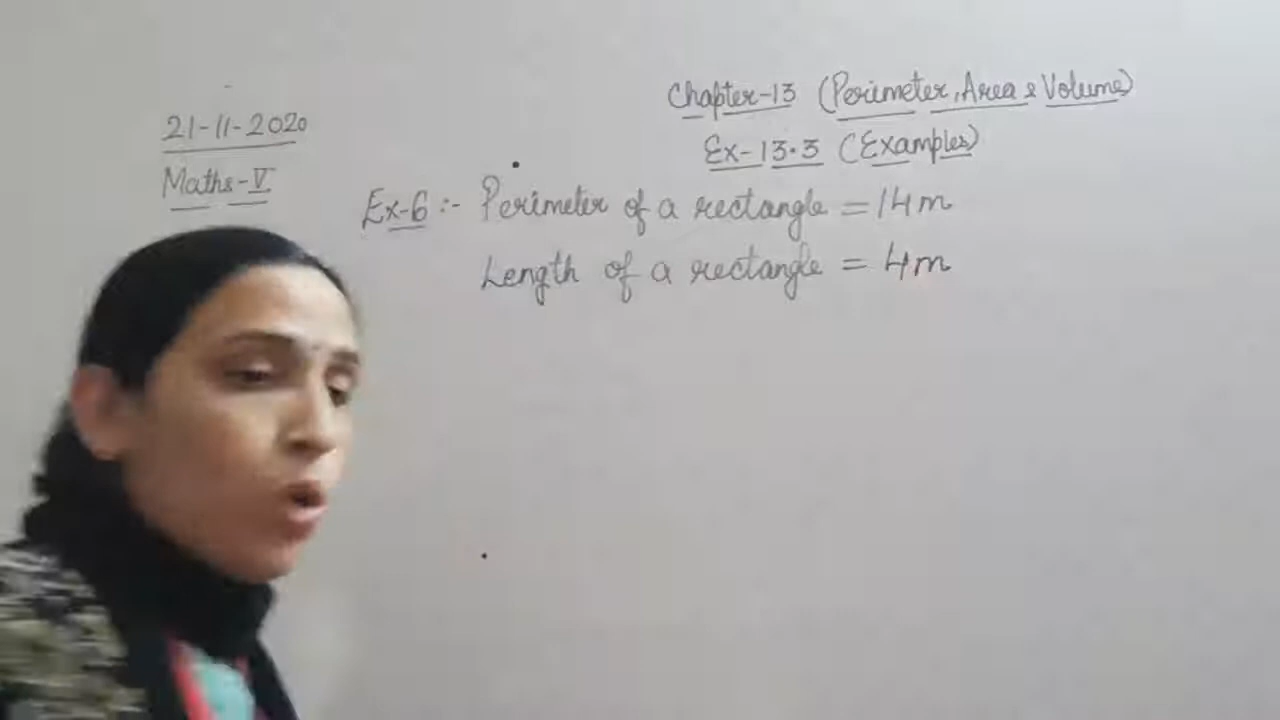 21-11-2020
Maths-V
Chapter-13 (Perimeter, Area & Volume)
Ex-13.3 (Examples)
Ex-6:- Perimeter of a rectangle = 14m
Length of a rectangle = 4m